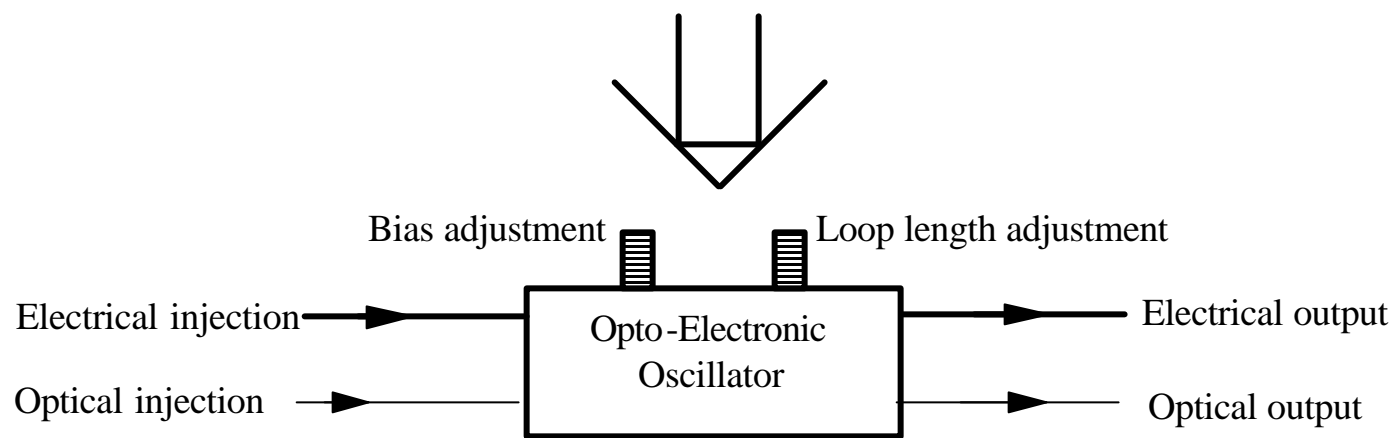 Bias adjustment
Loop length adjustment
Electrical injection
Opto-Electronic
Oscillator
Electrical output
Optical injection
Optical output